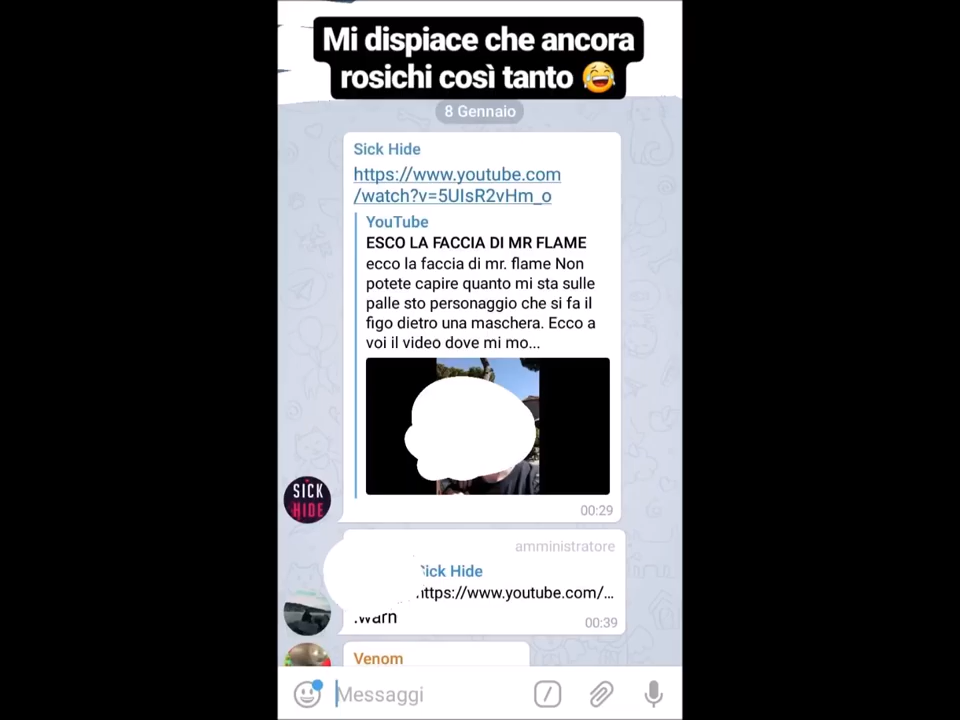 Mi dispiace che ancora
rosichi così tanto 😂
8 Gennaio
Sick Hide
https://www.youtube.com
/watch?v=5UIsR2vHm_o
YouTube
ESCO LA FACCIA DI MR FLAME
ecco la faccia di mr. flame Non
potete capire quanto mi sta sulle
palle sto personaggio che si fa il
figo dietro una maschera. Ecco a
voi il video dove mi mo...
SICK
HIDE
00:29
amministratore
Sick Hide
https://www.youtube.com/...
.warn
00:39
Venom
Messaggi